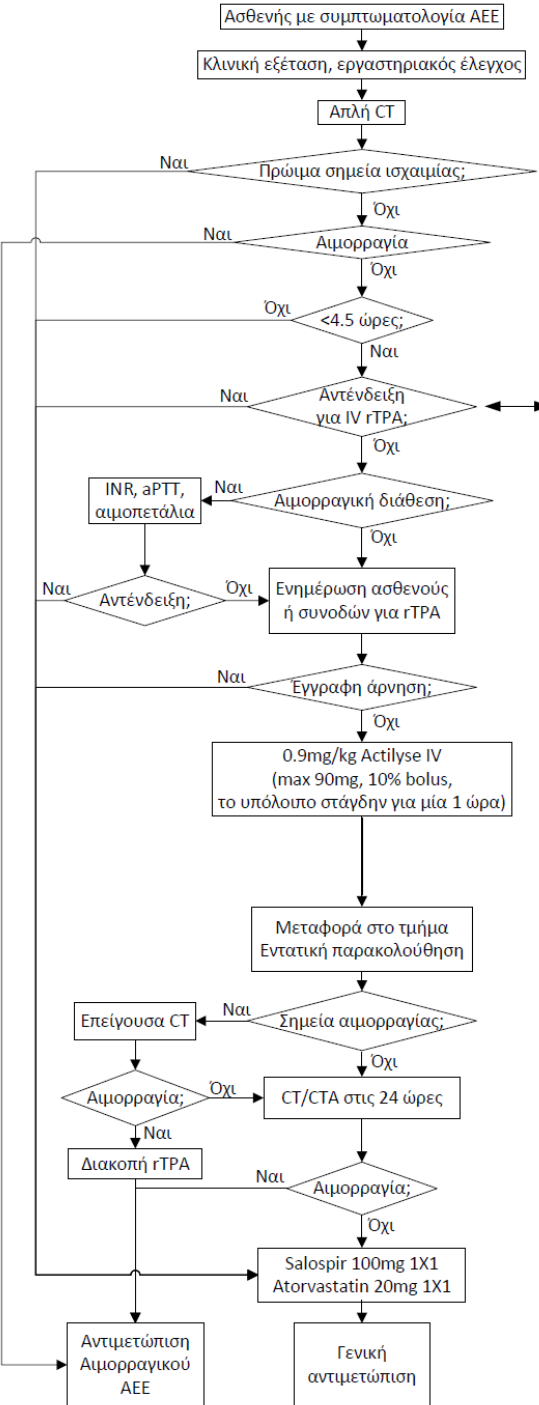 Ασθενής με συμπτωματολογία ΑΕΕ
Κλινική εξέταση, εργαστηριακός έλεγχος
Απλή CT
Ναι
Πρώιμα σημεία ισχαιμίας;
Όχι
Ναι
Αιμορραγία
Όχι
Όχι
<4.5 ώρες;
Ναι
Ναι
Αντένδειξη
για IV rTPA;
Όχι
INR, aPTT,
αιμοπετάλια
Ναι
Αιμορραγική διάθεση;
Όχι
Ναι
Αντένδειξη;
Όχι
Ενημέρωση ασθενούς
ή συνοδών για rTPA
Ναι
Έγγραφη άρνηση;
Όχι
0.9mg/kg Actilyse IV
(max 90mg, 10% bolus,
το υπόλοιπο στάγδην για μία 1 ώρα)
Μεταφορά στο τμήμα
Εντατική παρακολούθηση
Επείγουσα CT
Ναι
Σημεία αιμορραγίας;
Όχι
Αιμορραγία;
Όχι
CT/CTA στις 24 ώρες
Ναι
Διακοπή rTPA
Ναι
Αιμορραγία;
Όχι
Salospir 100mg 1X1
Atorvastatin 20mg 1X1
Αντιμετώπιση
Αιμορραγικού
ΑΕΕ
Γενική
αντιμετώπιση